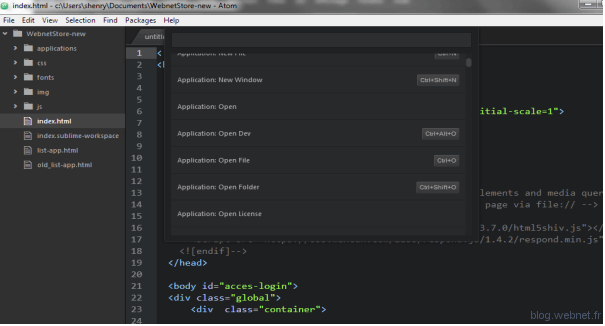 index.html - c:\Users\shenry\Documents\WebnetStore-new - Atom
File Edit View Selection Find Packages Help
WebnetStore-new
applications
css
fonts
img
js
index.html
index.sublime-workspace
list-app.html
old_list-app.html
untitle
Application: New File Ctrl+N
Application: New Window Ctrl+Shift+N
Application: Open
Application: Open Dev Ctrl+Alt+O
Application: Open File Ctrl+O
Application: Open Folder Ctrl+Shift+O
Application: Open License
1 <
2 <h
3
4
5
6 itial-scale=1">
7
8
9
10
11
12
13 lements and media quer
14 page via file:// -->
15
16 3.7.0/html5shiv.js"></
17 /1.4.2/respond.min.js"
18 <![endif]-->
19 </head>
20
21 <body id="acces-login">
22 <div class="global">
23 <div class="container">
24
blog.webnet.fr